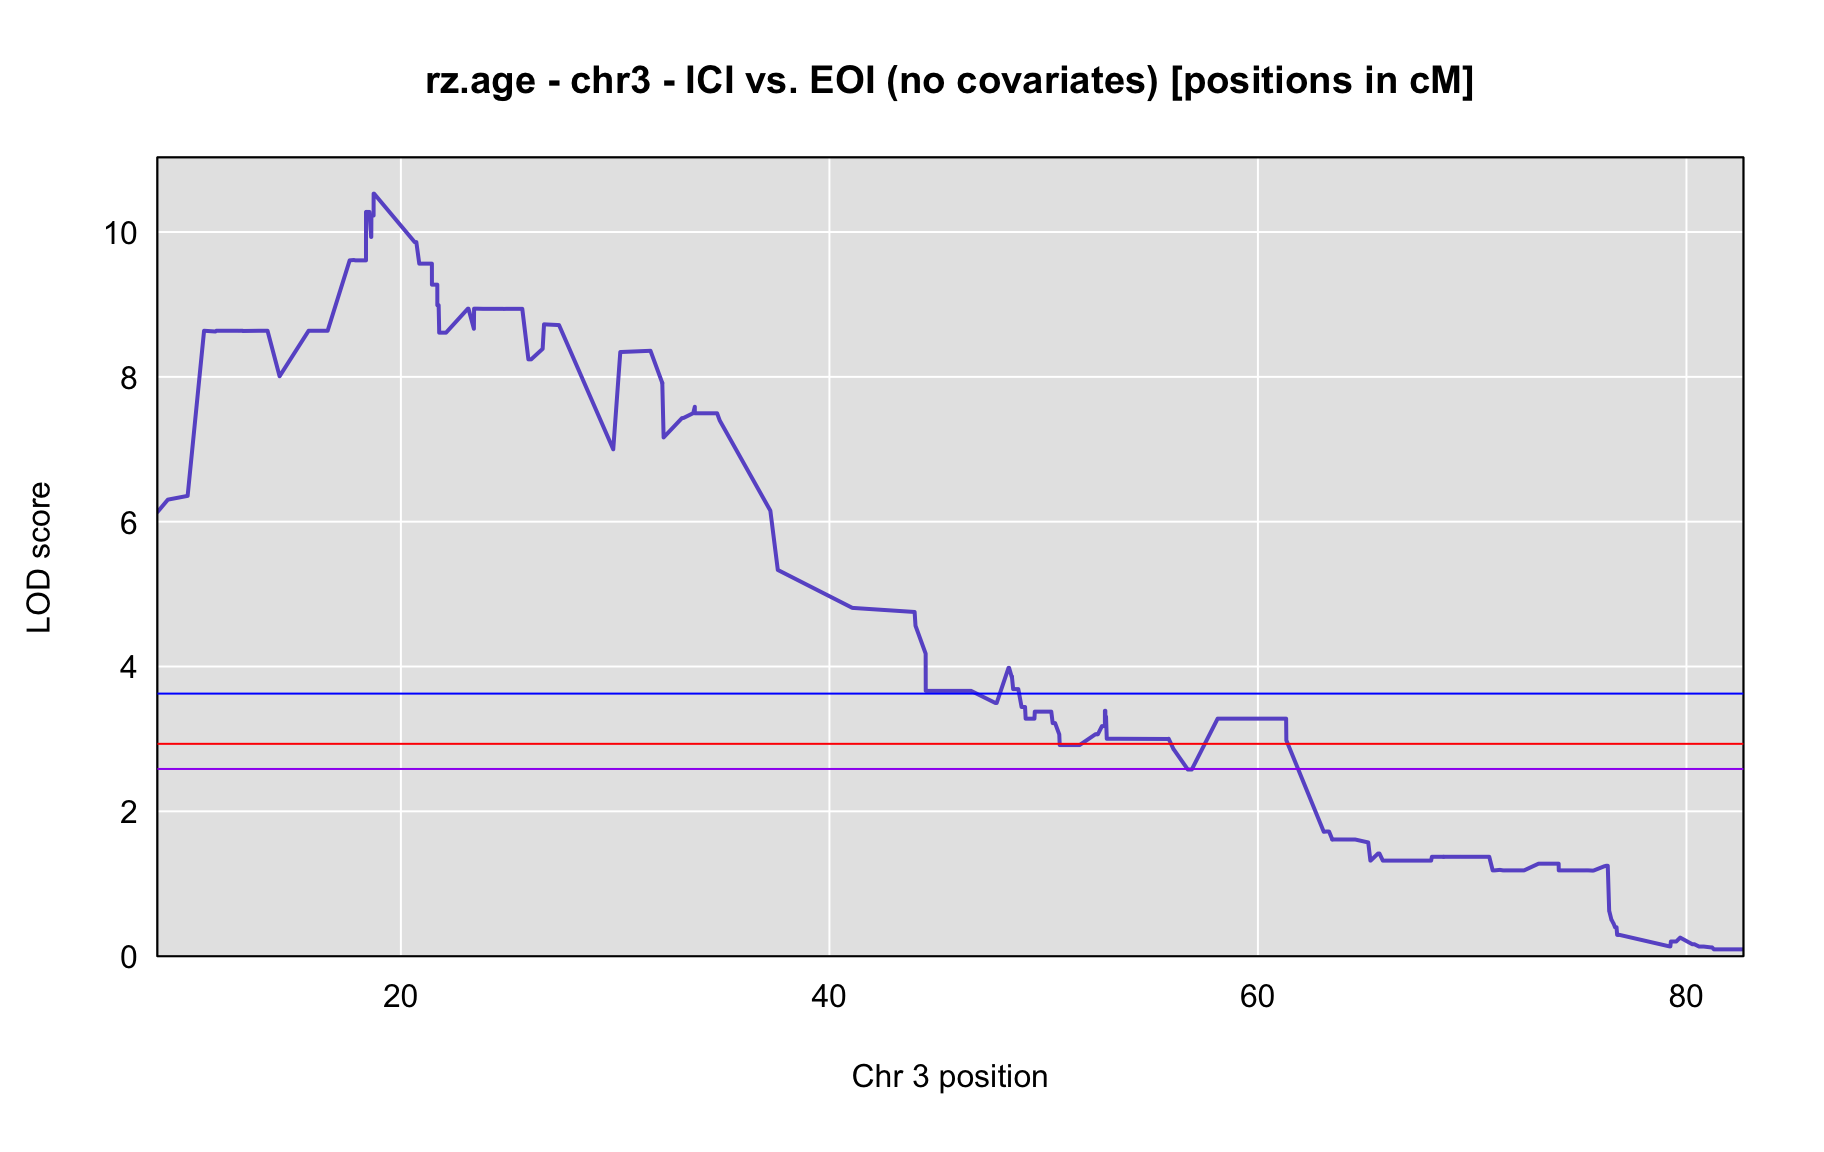 rz.age - chr3 - ICI vs. EOI (no covariates) [positions in cM]
10
8
6
4
2
0
LOD score
20 40 60 80
Chr 3 position